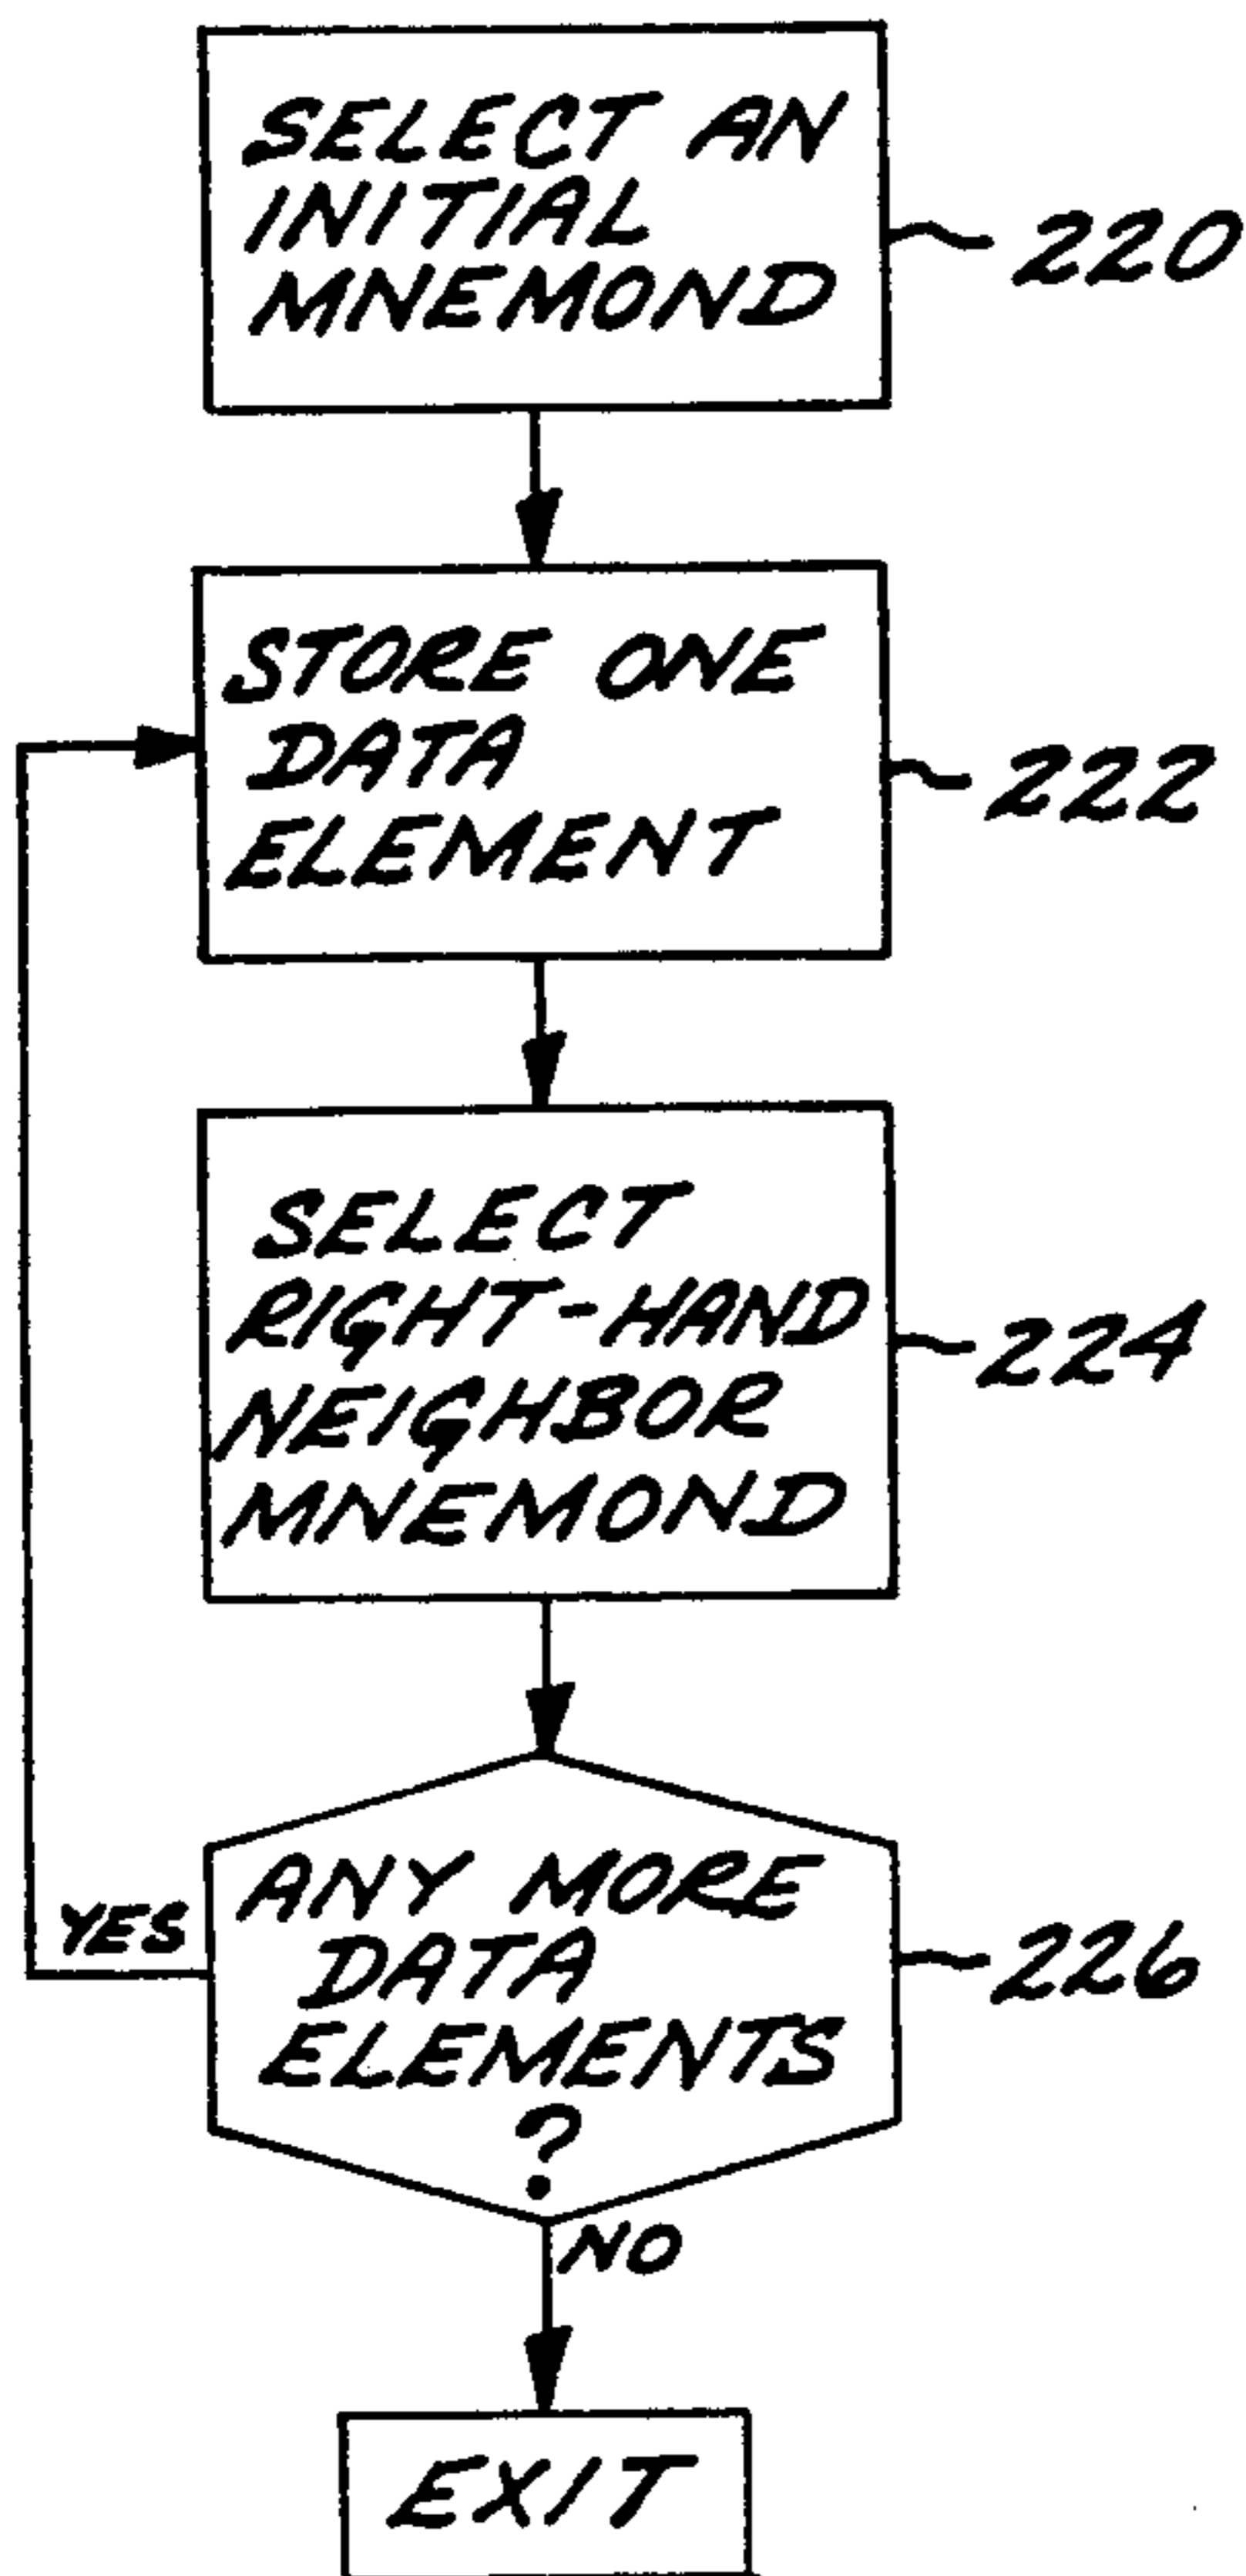 SELECT AN
INITIAL
MNEMOND
220
STORE ONE
DATA
ELEMENT
222
SELECT
RIGHT-HAND
NEIGHBOR
MNEMOND
224
ANY MORE
DATA
ELEMENTS
?
226
YES
NO
EXIT